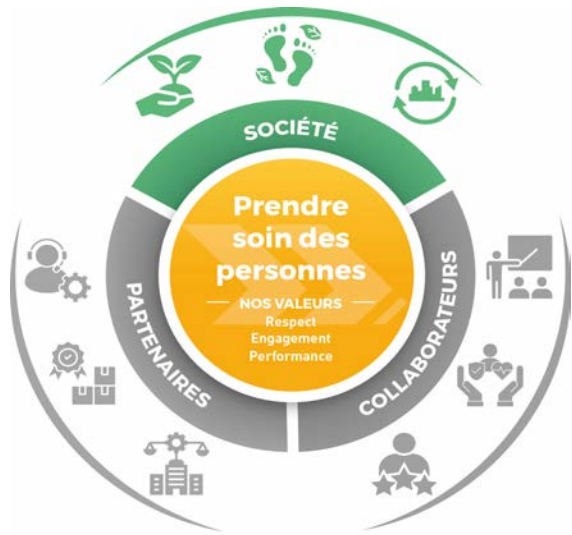 SOCIÉTÉ
Prendre
soin des
personnes
NOS VALEURS
Respect
Engagement
Performance
PARTENAIRES
COLLABORATEURS